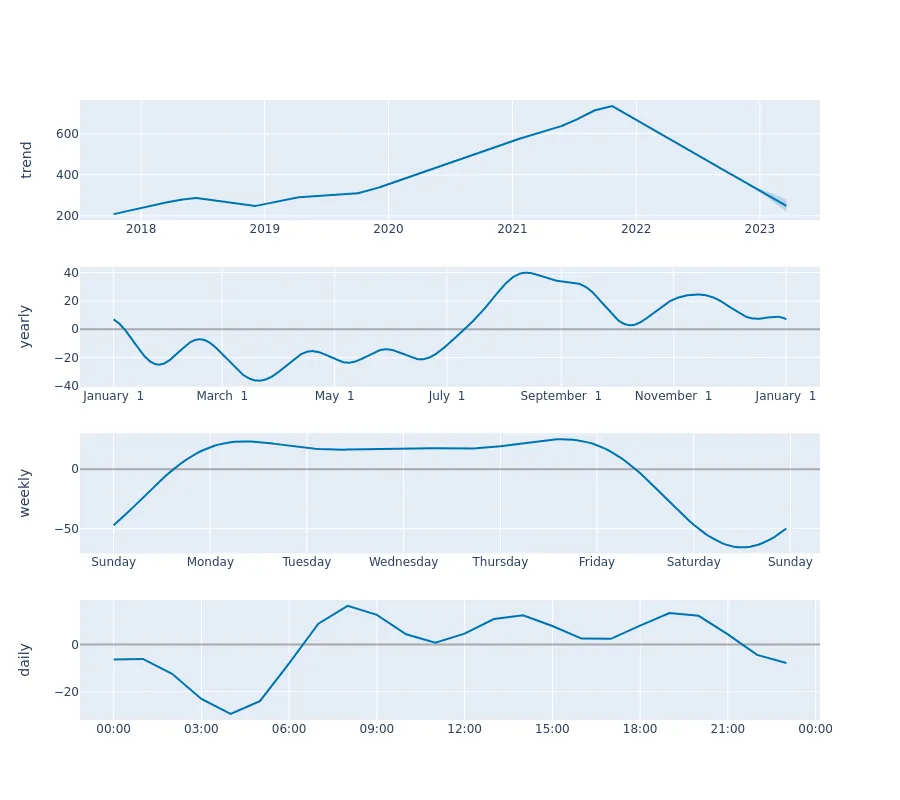 trend
600
400
200
2018 2019 2020 2021 2022 2023
yearly
40
20
0
−20
−40
January 1 March 1 May 1 July 1 September 1 November 1 January 1
weekly
0
−50
Sunday Monday Tuesday Wednesday Thursday Friday Saturday Sunday
daily
0
−20
00:00 03:00 06:00 09:00 12:00 15:00 18:00 21:00 00:00